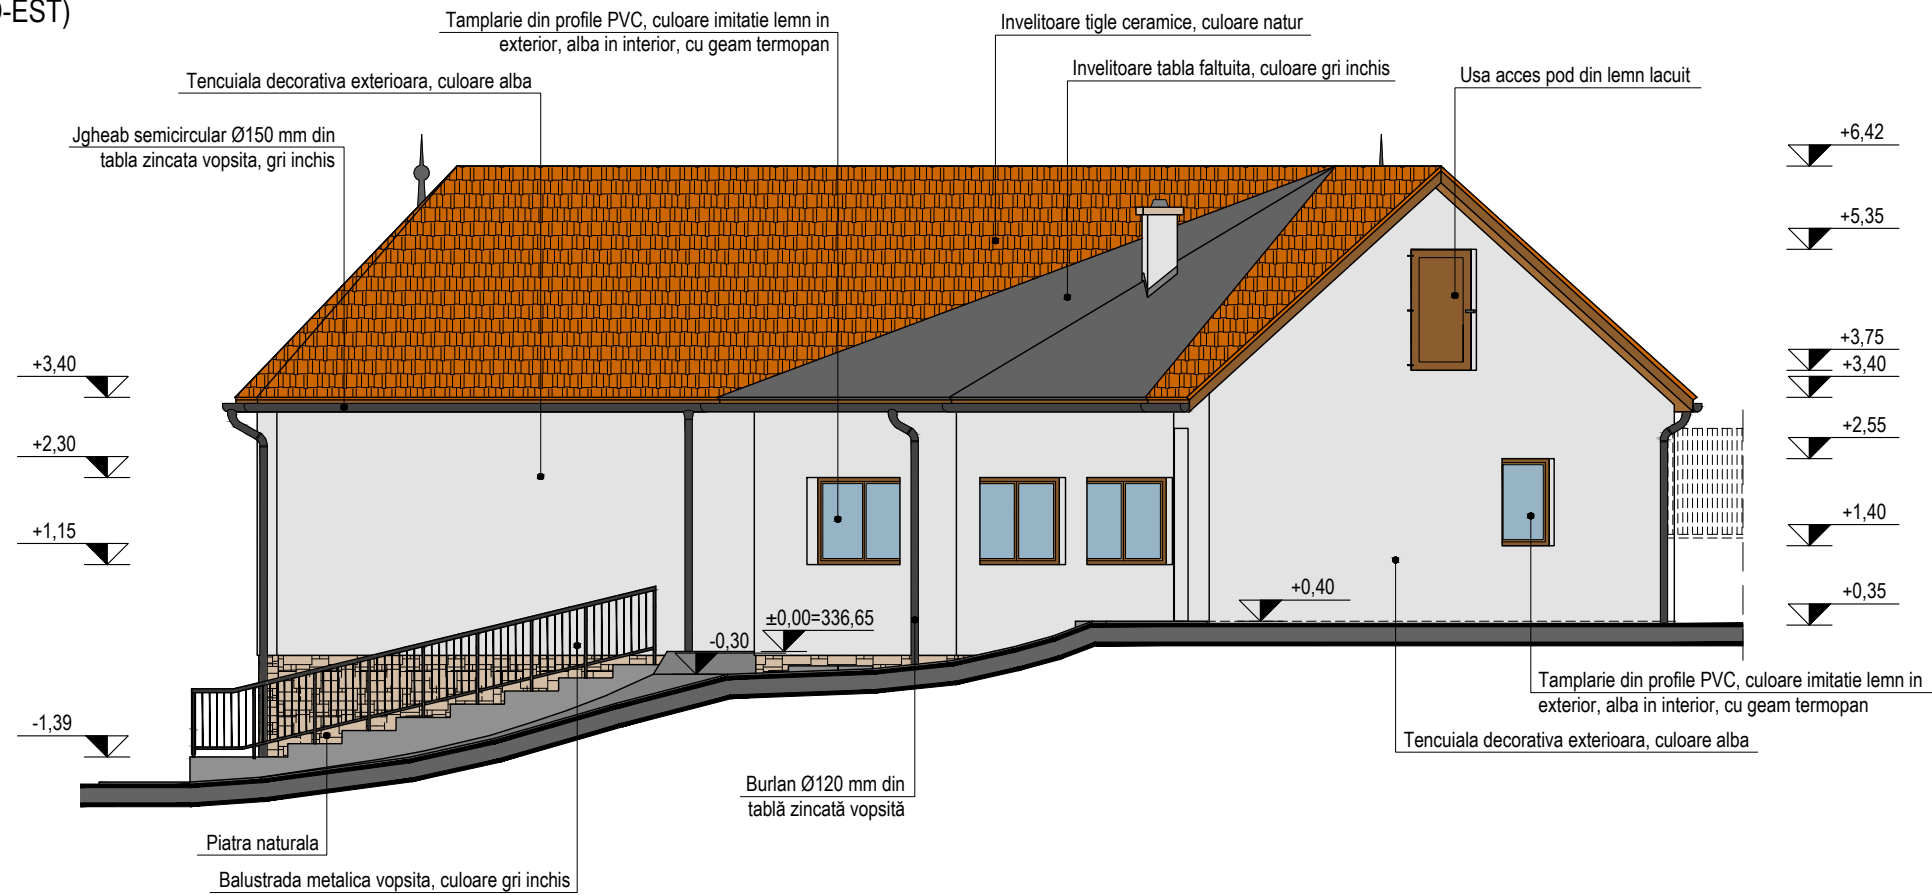 Tamplarie din profile PVC, culoare imitatie lemn in
exterior, alba in interior, cu geam termopan
Invelitoare tigle ceramice, culoare natur
Tencuiala decorativa exterioara, culoare alba
Invelitoare tabla faltuita, culoare gri inchis
Usa acces pod din lemn lacuit
Jgheab semicircular Ø150 mm din
tabla zincata vopsita, gri inchis
+6,42
+5,35
+3,75
+3,40
+3,40
+2,30
+2,55
+1,15
+1,40
+0,40
+0,35
±0,00=336,65
-0,30
-1,39
Tamplarie din profile PVC, culoare imitatie lemn in
exterior, alba in interior, cu geam termopan
Tencuiala decorativa exterioara, culoare alba
Burlan Ø120 mm din
tablă zincată vopsită
Piatra naturala
Balustrada metalica vopsita, culoare gri inchis